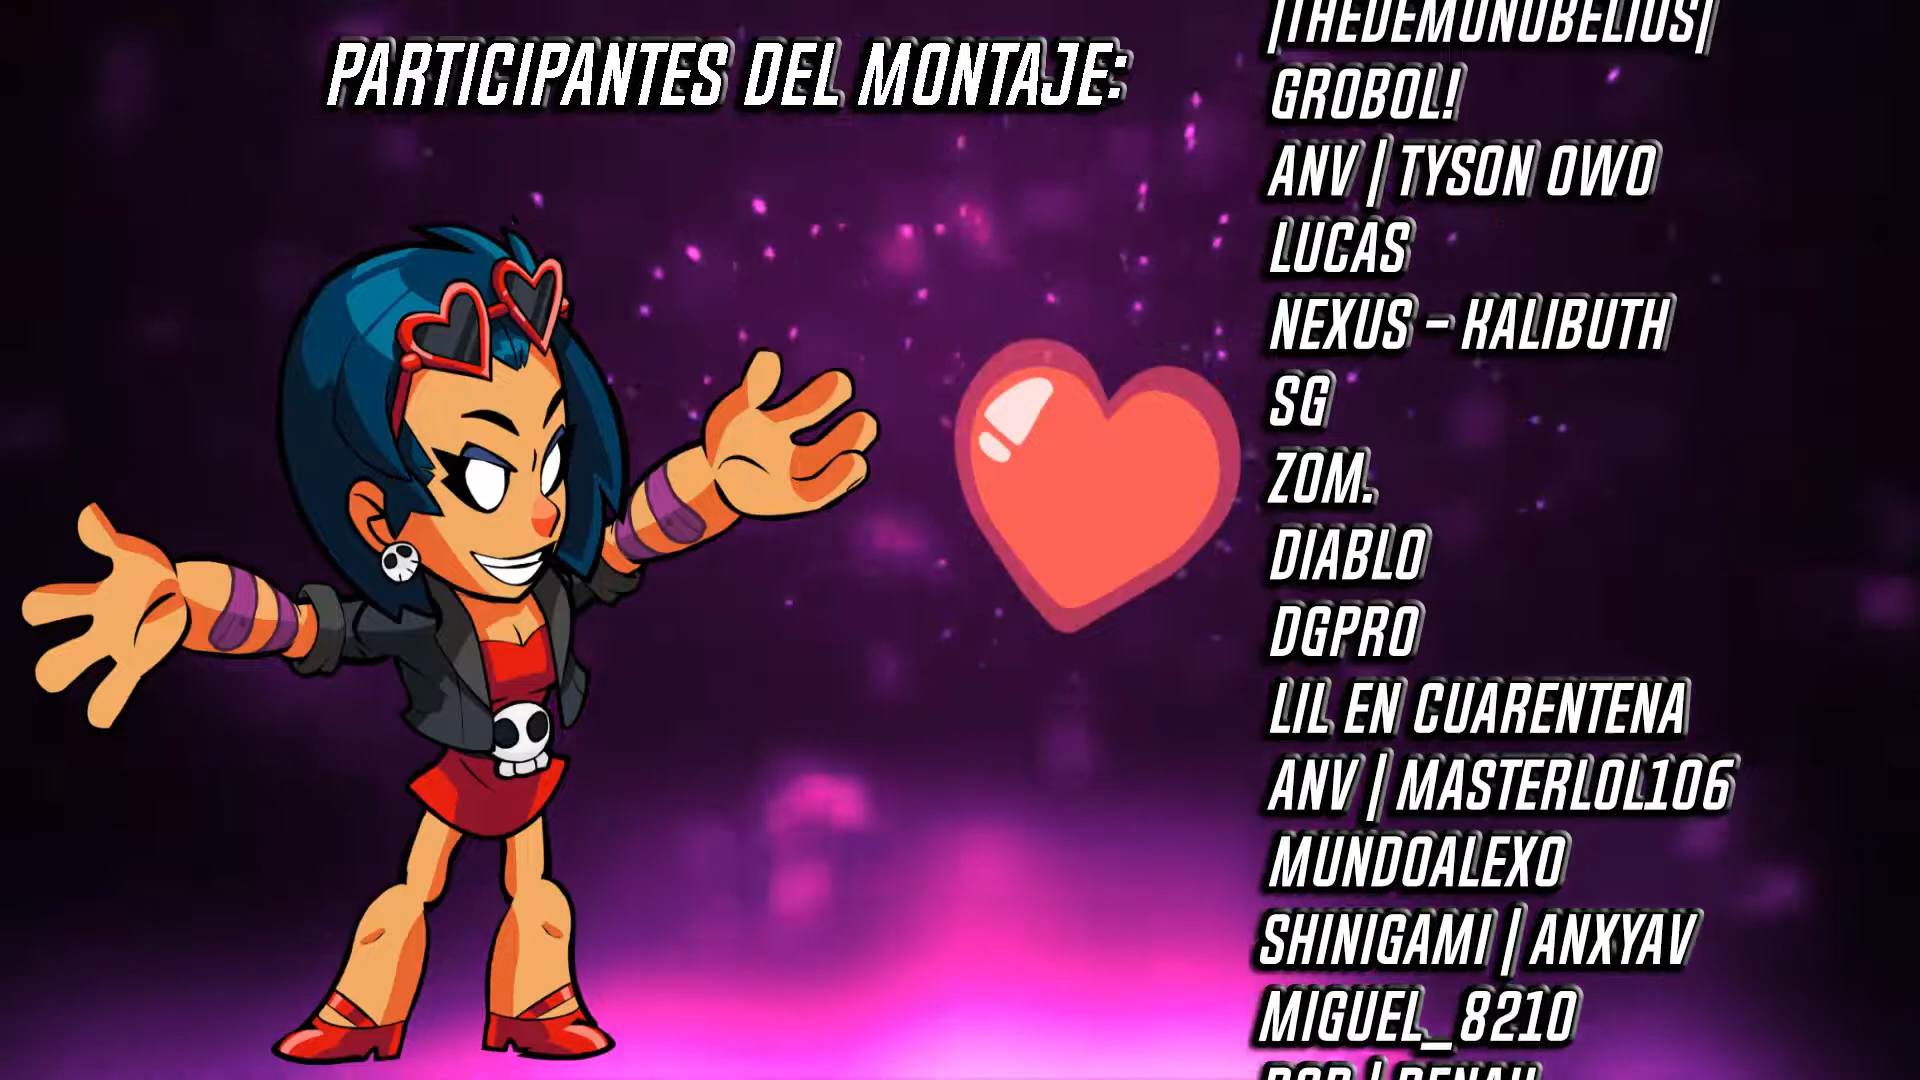 PARTICIPANTES DEL MONTAJE:
|THEDEMONOBELIOS|
GROBOL!
ANV | TYSON OWO
LUCAS
NEXUS - KALIBUTH
SG
ZOM.
DIABLO
DGPRO
LIL EN CUARENTENA
ANV | MASTERLOL106
MUNDOALEXO
SHINIGAMI | ANXYAV
MIGUEL_8210